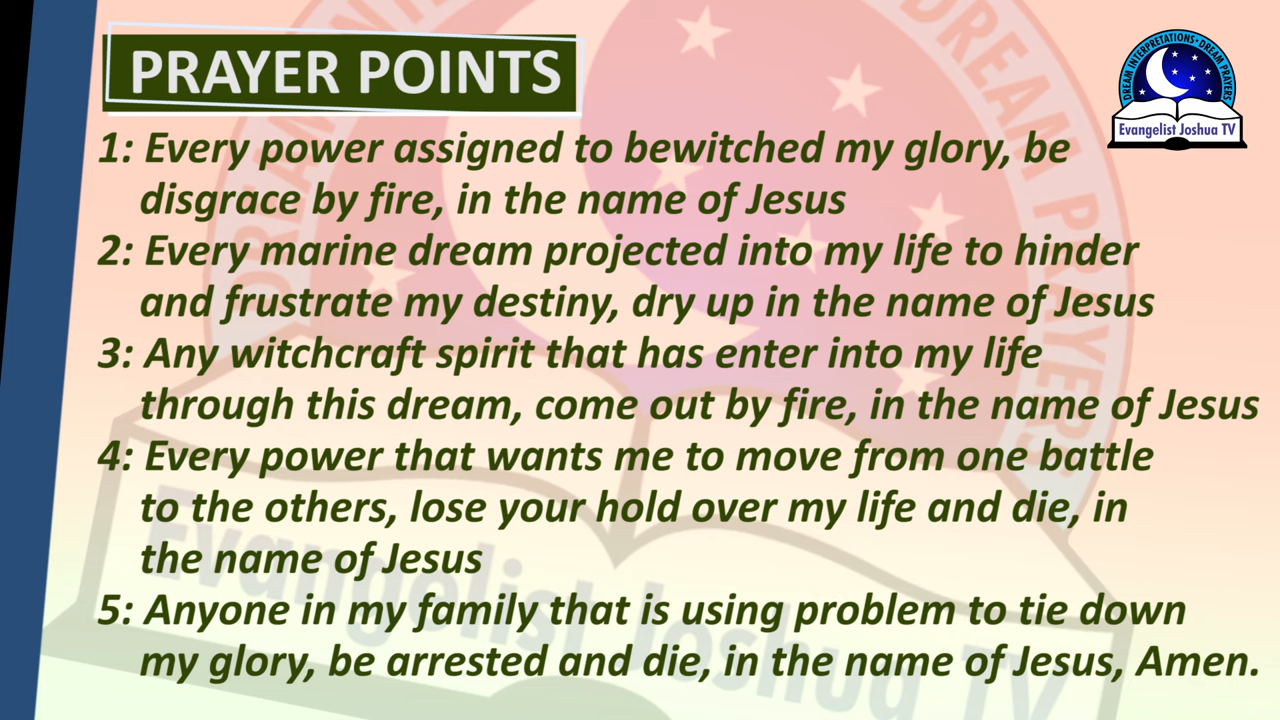 PRAYER POINTS
DREAM INTERPRETATIONS · DREAM PRAYERS
Evangelist Joshua TV
1: Every power assigned to bewitched my glory, be
disgrace by fire, in the name of Jesus
2: Every marine dream projected into my life to hinder
and frustrate my destiny, dry up in the name of Jesus
3: Any witchcraft spirit that has enter into my life
through this dream, come out by fire, in the name of Jesus
4: Every power that wants me to move from one battle
to the others, lose your hold over my life and die, in
the name of Jesus
5: Anyone in my family that is using problem to tie down
my glory, be arrested and die, in the name of Jesus, Amen.
DREAM PRAYERS
Evangelist Joshua TV